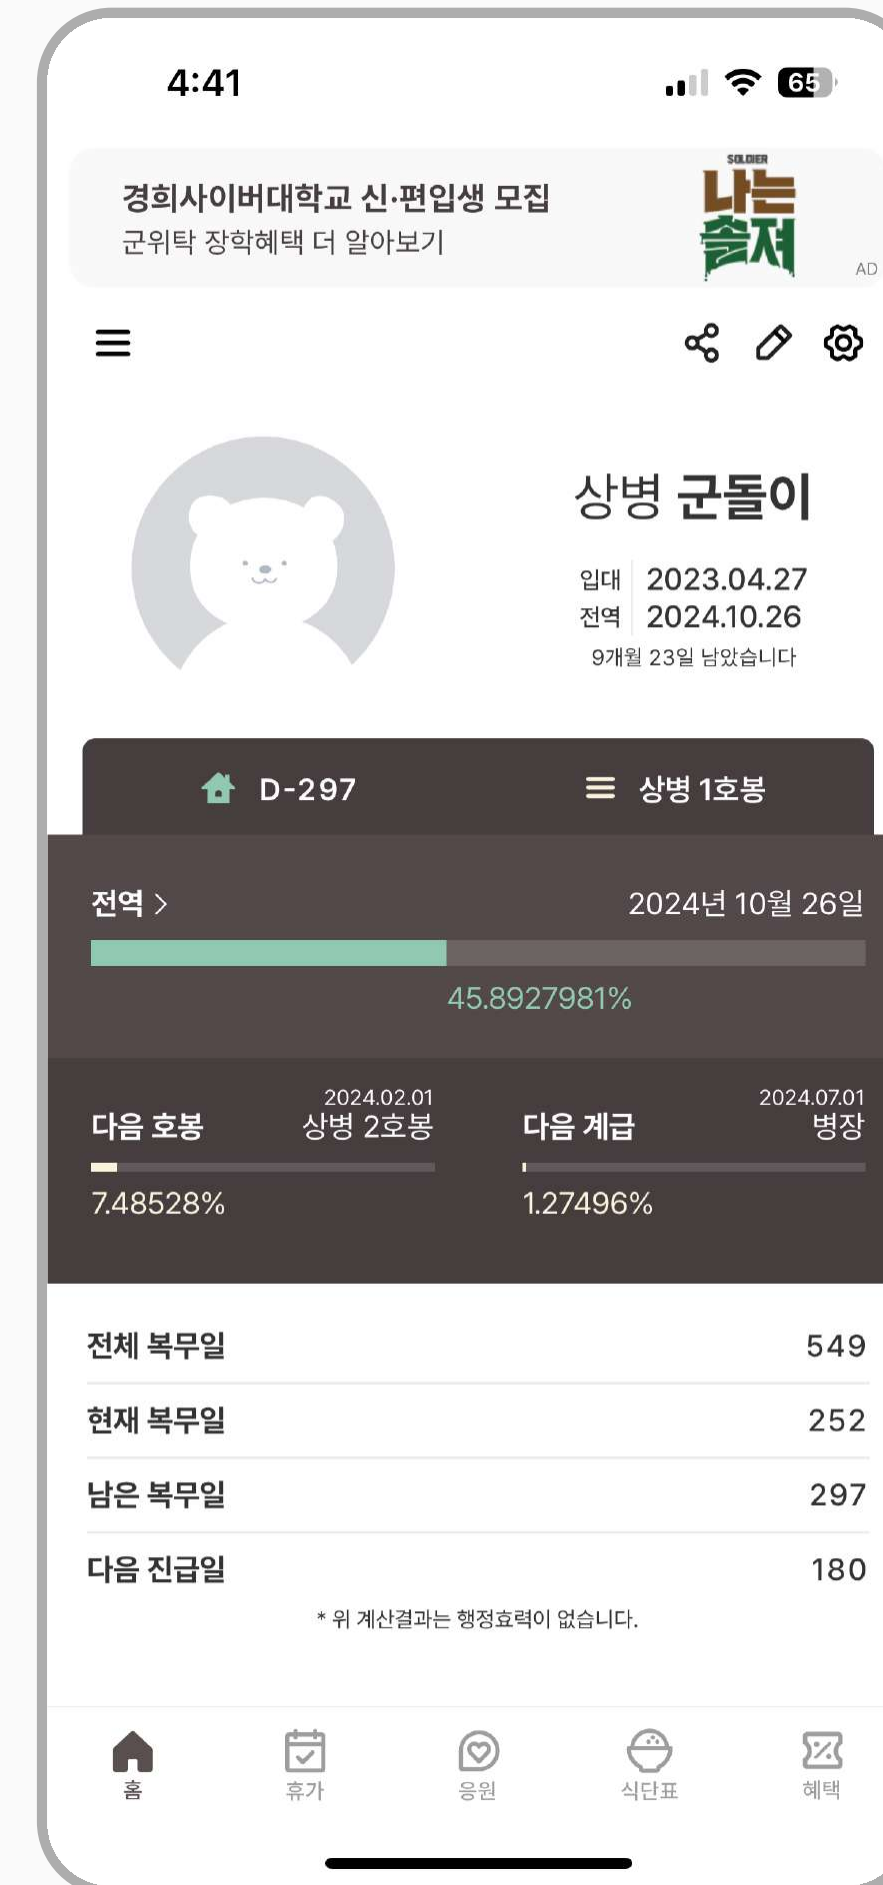 4:41
65
경희사이버대학교 신·편입생 모집
군위탁 장학혜택 더 알아보기
SOLDIER
나는
솔져
AD
상병 군돌이
입대 2023.04.27
전역 2024.10.26
9개월 23일 남았습니다
D-297
상병 1호봉
전역 >
2024년 10월 26일
45.8927981%
다음 호봉
2024.02.01
상병 2호봉
7.48528%
다음 계급
2024.07.01
병장
1.27496%
전체 복무일 549
현재 복무일 252
남은 복무일 297
다음 진급일 180
* 위 계산결과는 행정효력이 없습니다.
홈
휴가
응원
식단표
혜택